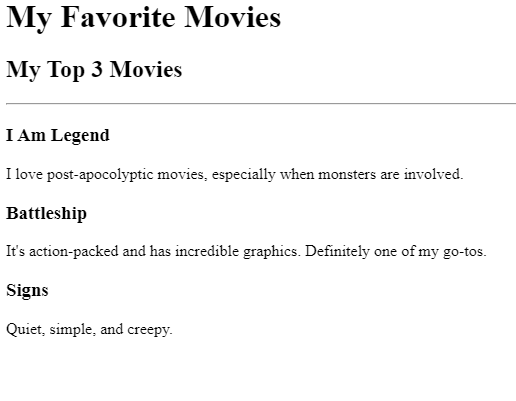 My Favorite Movies
My Top 3 Movies
I Am Legend
I love post-apocolyptic movies, especially when monsters are involved.
Battleship
It's action-packed and has incredible graphics. Definitely one of my go-tos.
Signs
Quiet, simple, and creepy.